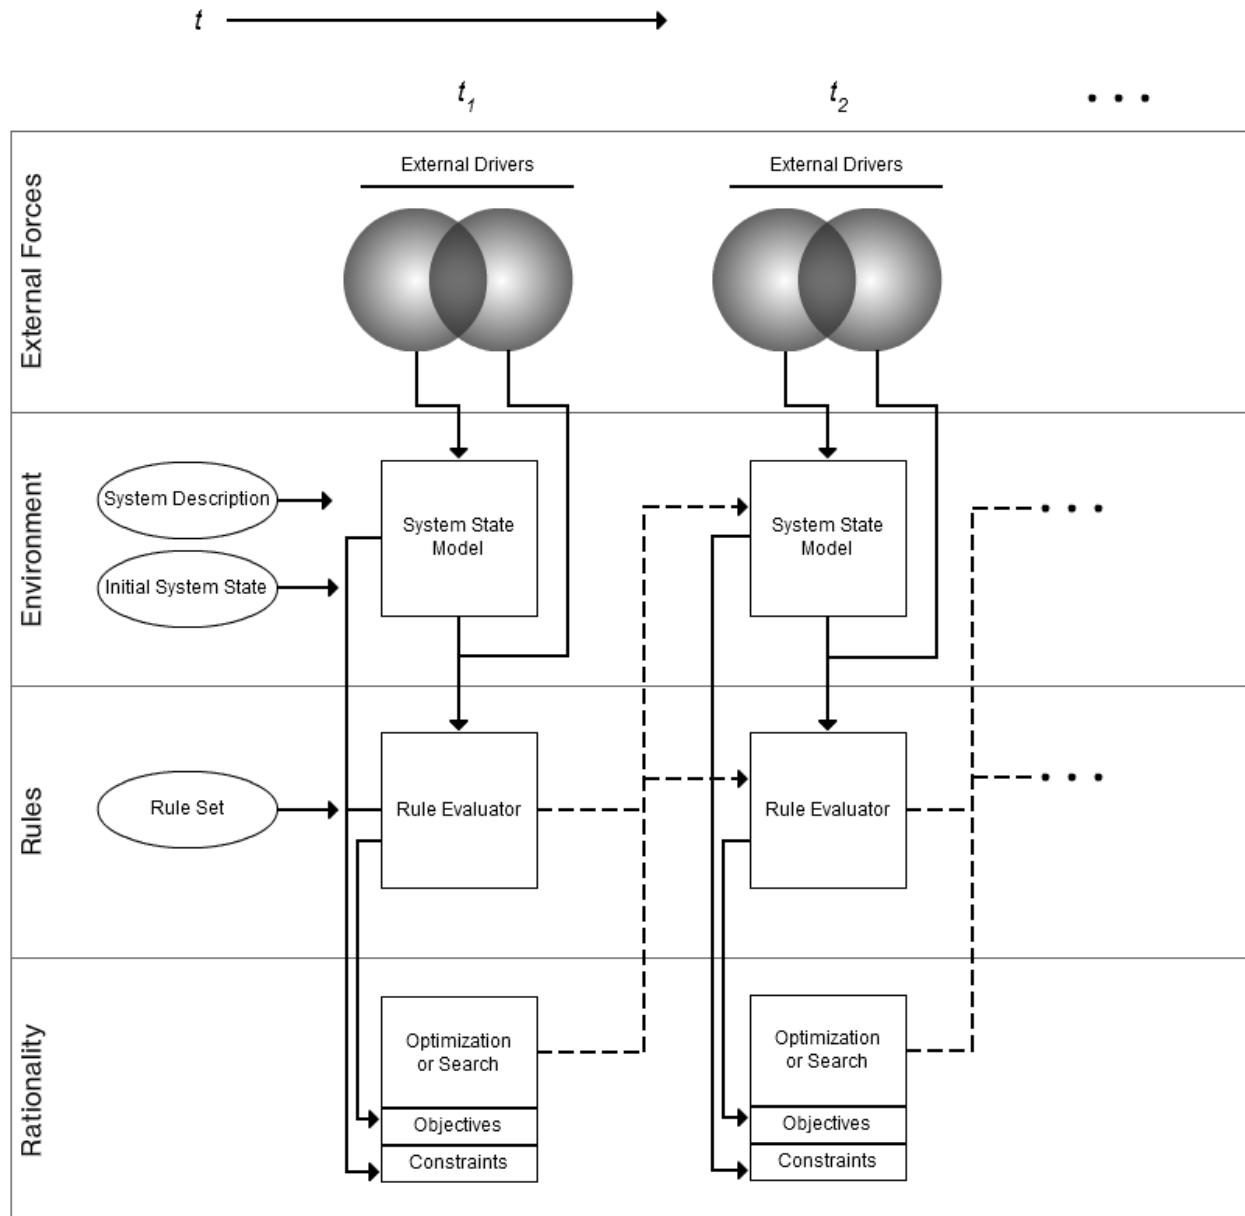 t
t1
t2
External Forces
External Drivers
External Drivers
Environment
System Description
Initial System State
System State
Model
System State
Model
Rules
Rule Set
Rule Evaluator
Rule Evaluator
Rationality
Optimization
or Search
Objectives
Constraints
Optimization
or Search
Objectives
Constraints